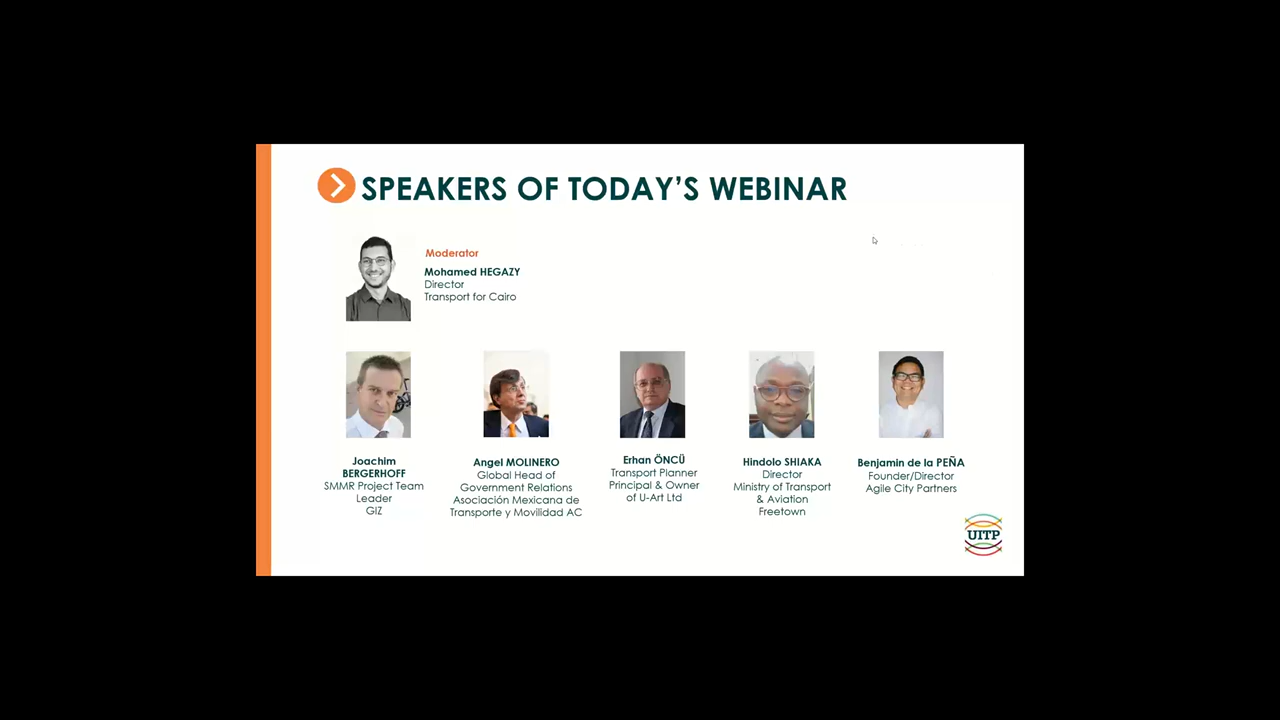 SPEAKERS OF TODAY'S WEBINAR
Moderator
Mohamed HEGAZY
Director
Transport for Cairo
Joachim
BERGERHOFF
SMMR Project Team
Leader
GIZ
Angel MOLINERO
Global Head of
Government Relations
Asociación Mexicana de
Transporte y Movilidad AC
Erhan ÖNCÜ
Transport Planner
Principal & Owner
of U-Art Ltd
Hindolo SHIAKA
Director
Ministry of Transport
& Aviation
Freetown
Benjamin de la PEÑA
Founder/Director
Agile City Partners
UITP